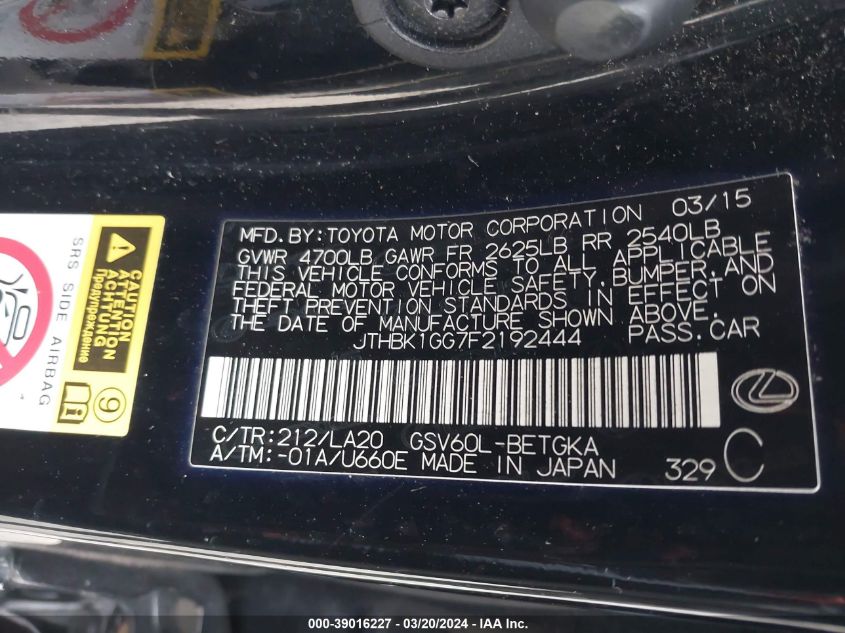 MFD. BY: TOYOTA MOTOR CORPORATION 03/15
GVWR 4700LB GAWR FR 2625LB RR 2540LB
THIS VEHICLE CONFORMS TO ALL APPLICABLE
FEDERAL MOTOR VEHICLE SAFETY, BUMPER, AND
THEFT PREVENTION STANDARDS IN EFFECT ON
THE DATE OF MANUFACTURE SHOWN ABOVE.
JTHBK1GG7F2192444 PASS. CAR
C/TR: 212/LA20 GSV60L-BETGKA
A/TM: -01A/U660E MADE IN JAPAN 329 C
CAUTION
ATTENTION
ACHTUNG
Предупреждение
SRS SIDE AIRBAG
9
000-39016227 - 03/20/2024 - IAA Inc.